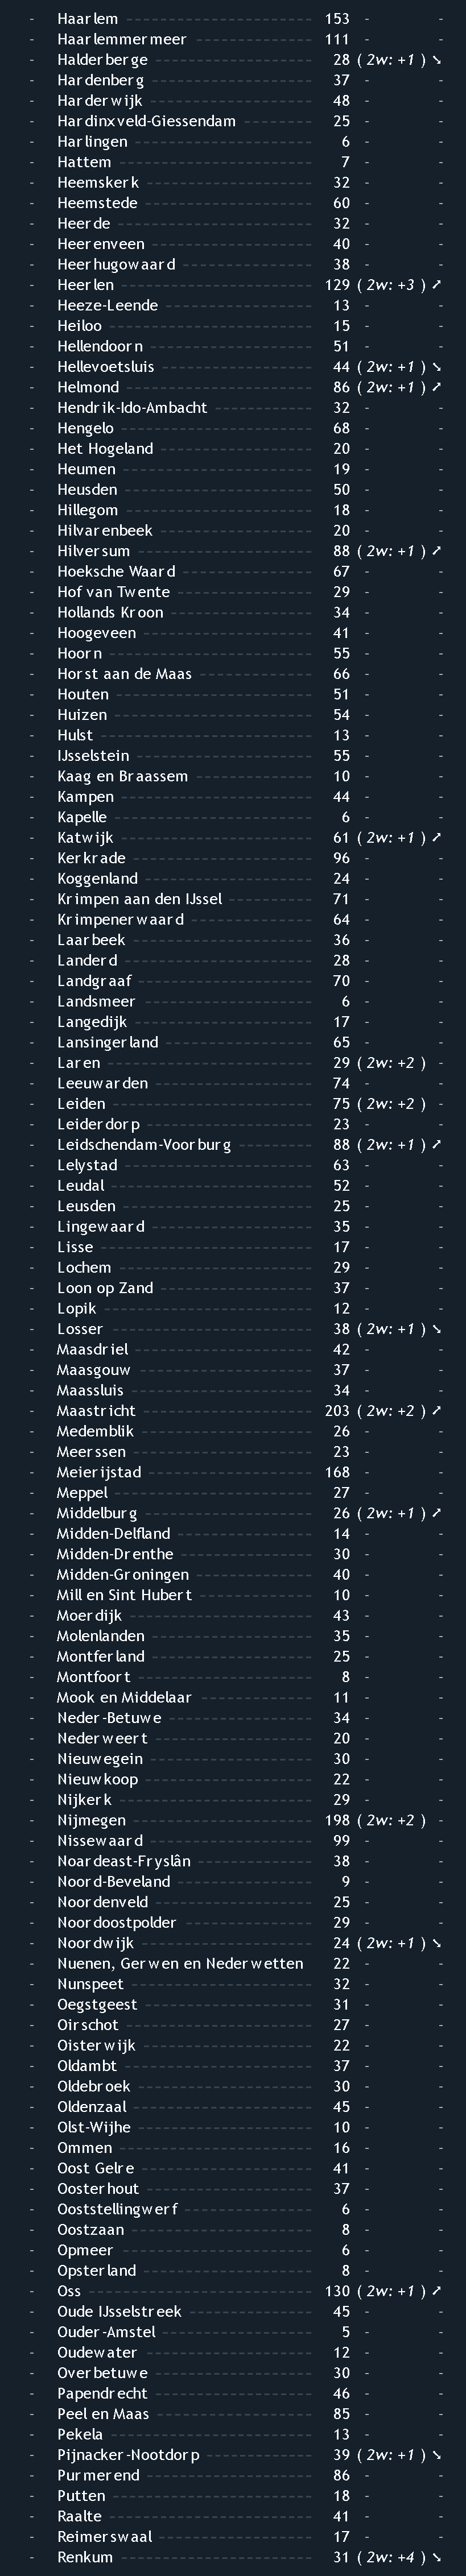 - Haarlem 153 - -
- Haarlemmermeer 111 - -
- Halderberge 28 ( 2w: +1 ) ➘
- Hardenberg 37 - -
- Harderwijk 48 - -
- Hardinxveld-Giessendam 25 - -
- Harlingen 6 - -
- Hattem 7 - -
- Heemskerk 32 - -
- Heemstede 60 - -
- Heerde 32 - -
- Heerenveen 40 - -
- Heerhugowaard 38 - -
- Heerlen 129 ( 2w: +3 ) ➚
- Heeze-Leende 13 - -
- Heiloo 15 - -
- Hellendoorn 51 - -
- Hellevoetsluis 44 ( 2w: +1 ) ➘
- Helmond 86 ( 2w: +1 ) ➚
- Hendrik-Ido-Ambacht 32 - -
- Hengelo 68 - -
- Het Hogeland 20 - -
- Heumen 19 - -
- Heusden 50 - -
- Hillegom 18 - -
- Hilvarenbeek 20 - -
- Hilversum 88 ( 2w: +1 ) ➚
- Hoeksche Waard 67 - -
- Hof van Twente 29 - -
- Hollands Kroon 34 - -
- Hoogeveen 41 - -
- Hoorn 55 - -
- Horst aan de Maas 66 - -
- Houten 51 - -
- Huizen 54 - -
- Hulst 13 - -
- IJsselstein 55 - -
- Kaag en Braassem 10 - -
- Kampen 44 - -
- Kapelle 6 - -
- Katwijk 61 ( 2w: +1 ) ➚
- Kerkrade 96 - -
- Koggenland 24 - -
- Krimpen aan den IJssel 71 - -
- Krimpenerwaard 64 - -
- Laarbeek 36 - -
- Landerd 28 - -
- Landgraaf 70 - -
- Landsmeer 6 - -
- Langedijk 17 - -
- Lansingerland 65 - -
- Laren 29 ( 2w: +2 ) -
- Leeuwarden 74 - -
- Leiden 75 ( 2w: +2 ) -
- Leiderdorp 23 - -
- Leidschendam-Voorburg 88 ( 2w: +1 ) ➚
- Lelystad 63 - -
- Leudal 52 - -
- Leusden 25 - -
- Lingewaard 35 - -
- Lisse 17 - -
- Lochem 29 - -
- Loon op Zand 37 - -
- Lopik 12 - -
- Losser 38 ( 2w: +1 ) ➘
- Maasdriel 42 - -
- Maasgouw 37 - -
- Maassluis 34 - -
- Maastricht 203 ( 2w: +2 ) ➚
- Medemblik 26 - -
- Meerssen 23 - -
- Meierijstad 168 - -
- Meppel 27 - -
- Middelburg 26 ( 2w: +1 ) ➚
- Midden-Delfland 14 - -
- Midden-Drenthe 30 - -
- Midden-Groningen 40 - -
- Mill en Sint Hubert 10 - -
- Moerdijk 43 - -
- Molenlanden 35 - -
- Montferland 25 - -
- Montfoort 8 - -
- Mook en Middelaar 11 - -
- Neder-Betuwe 34 - -
- Nederweert 20 - -
- Nieuwegein 30 - -
- Nieuwkoop 22 - -
- Nijkerk 29 - -
- Nijmegen 198 ( 2w: +2 ) -
- Nissewaard 99 - -
- Noardeast-Fryslân 38 - -
- Noord-Beveland 9 - -
- Noordenveld 25 - -
- Noordoostpolder 29 - -
- Noordwijk 24 ( 2w: +1 ) ➘
- Nuenen, Gerwen en Nederwetten 22 - -
- Nunspeet 32 - -
- Oegstgeest 31 - -
- Oirschot 27 - -
- Oisterwijk 22 - -
- Oldambt 37 - -
- Oldebroek 30 - -
- Oldenzaal 45 - -
- Olst-Wijhe 10 - -
- Ommen 16 - -
- Oost Gelre 41 - -
- Oosterhout 37 - -
- Ooststellingwerf 6 - -
- Oostzaan 8 - -
- Opmeer 6 - -
- Opsterland 8 - -
- Oss 130 ( 2w: +1 ) ➚
- Oude IJsselstreek 45 - -
- Ouder-Amstel 5 - -
- Oudewater 12 - -
- Overbetuwe 30 - -
- Papendrecht 46 - -
- Peel en Maas 85 - -
- Pekela 13 - -
- Pijnacker-Nootdorp 39 ( 2w: +1 ) ➘
- Purmerend 86 - -
- Putten 18 - -
- Raalte 41 - -
- Reimerswaal 17 - -
- Renkum 31 ( 2w: +4 ) ➘